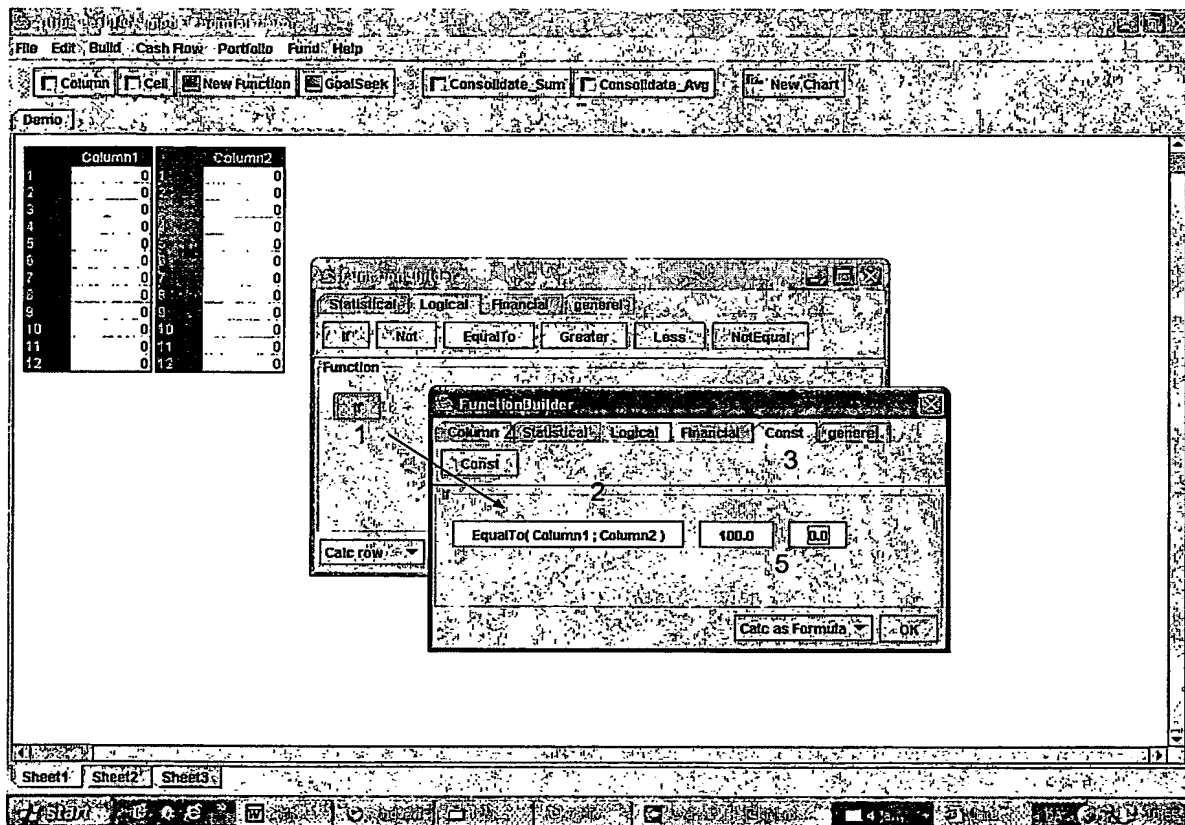 File Edit Build Cash Flow Portfolio Fund Help
Column Cell New Function GoalSeek Consolidate_Sum Consolidate_Avg New Chart
Demo
Column1 Column2
1 0 1 0
2 0 2 0
3 0 3 0
4 0 4 0
5 0 5 0
6 0 6 0
7 0 7 0
8 0 8 0
9 0 9 0
10 0 10 0
11 0 11 0
12 0 12 0
Statistical Logical Financial generel
If Not EqualTo Greater Less NotEqual
Function
If
1
Calc row
FunctionBuilder
Column Statistical Logical Financial Const generel
Const
3
If
2
EqualTo( Column1 ; Column2 ) 100.0 0.0
5
Calc as Formula OK
Sheet1 Sheet2 Sheet3
Start